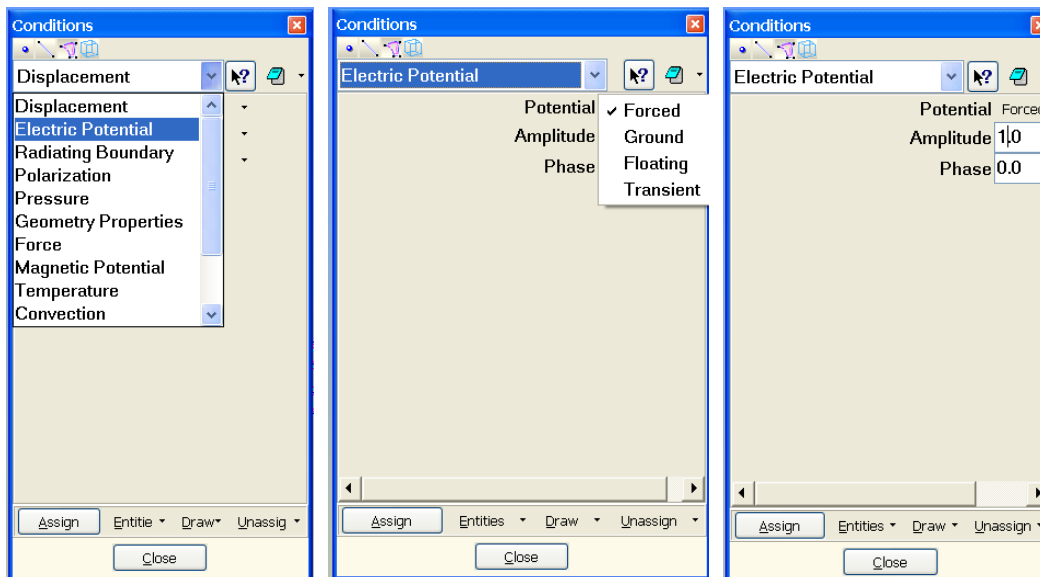 Conditions
Displacement
Displacement
Electric Potential
Radiating Boundary
Polarization
Pressure
Geometry Properties
Force
Magnetic Potential
Temperature
Convection
Assign Entitie Draw Unassig
Close
Conditions
Electric Potential
Potential
Amplitude
Phase
Forced
Ground
Floating
Transient
Assign Entities Draw Unassign
Close
Conditions
Electric Potential
Potential Forced
Amplitude 1.0
Phase 0.0
Assign Entities Draw Unassign
Close